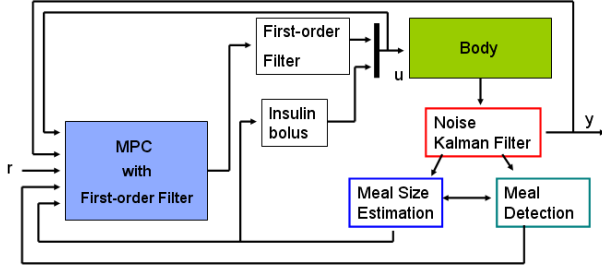 First-order
Filter
Body
u
y
Insulin
bolus
Noise
Kalman Filter
MPC
with
First-order Filter
r
Meal Size
Estimation
Meal
Detection